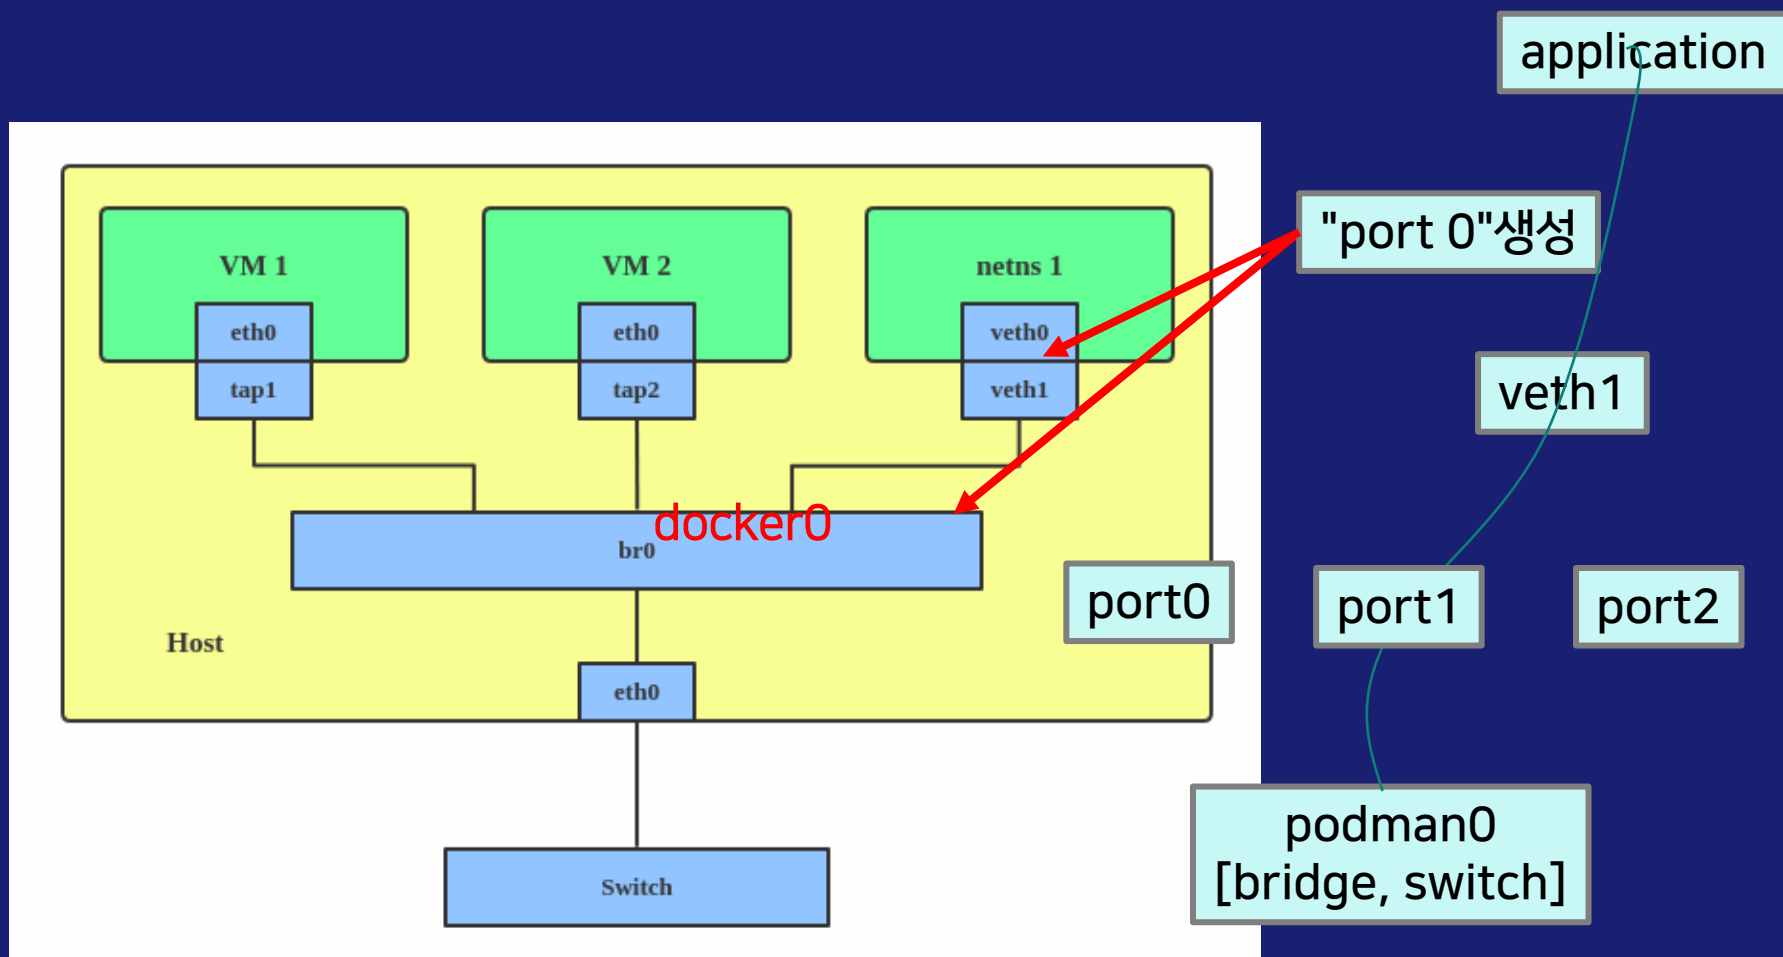 application
"port 0"생성
VM 1
VM 2
netns 1
eth0
eth0
veth0
tap1
tap2
veth1
veth1
docker0
br0
port0
port1
port2
Host
eth0
podman0
[bridge, switch]
Switch